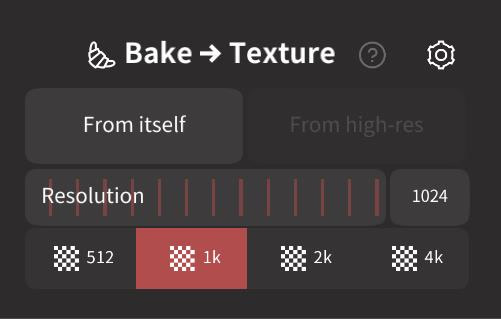 Bake → Texture ?
From itself
From high-res
Resolution 1024
512 1k 2k 4k